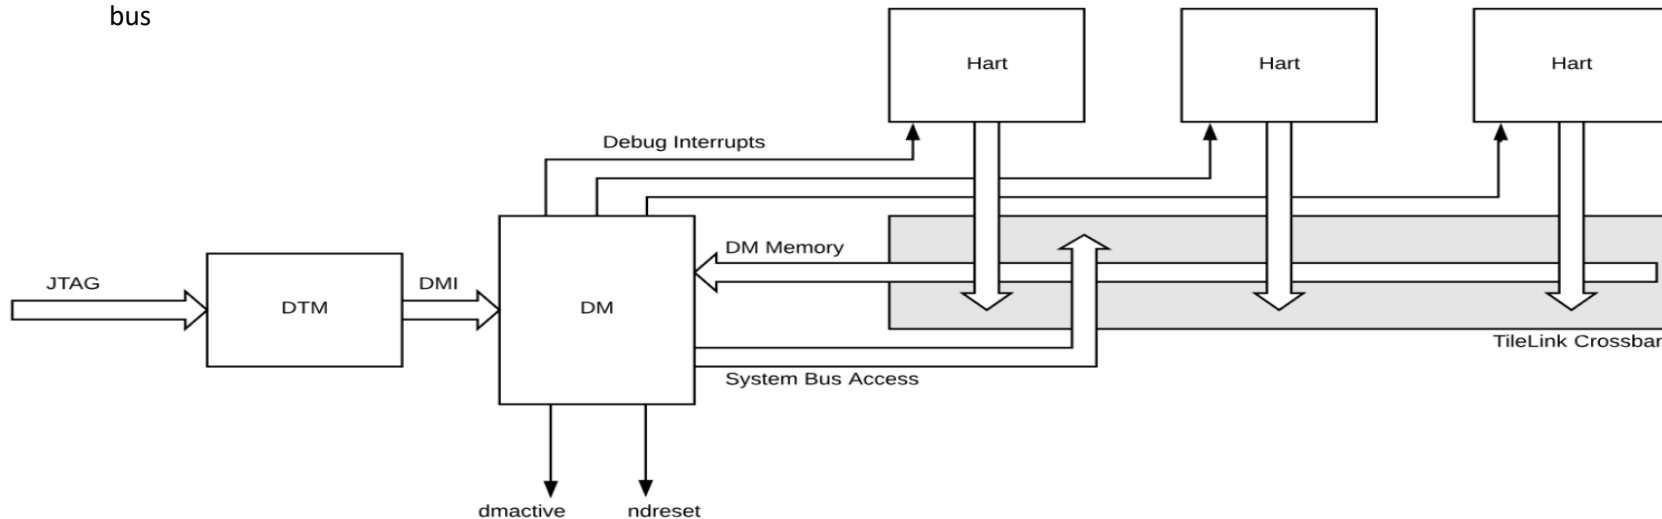 bus
Hart
Hart
Hart
Debug Interrupts
DM Memory
JTAG
DMI
DTM
DM
TileLink Crossbar
System Bus Access
dmactive
ndreset